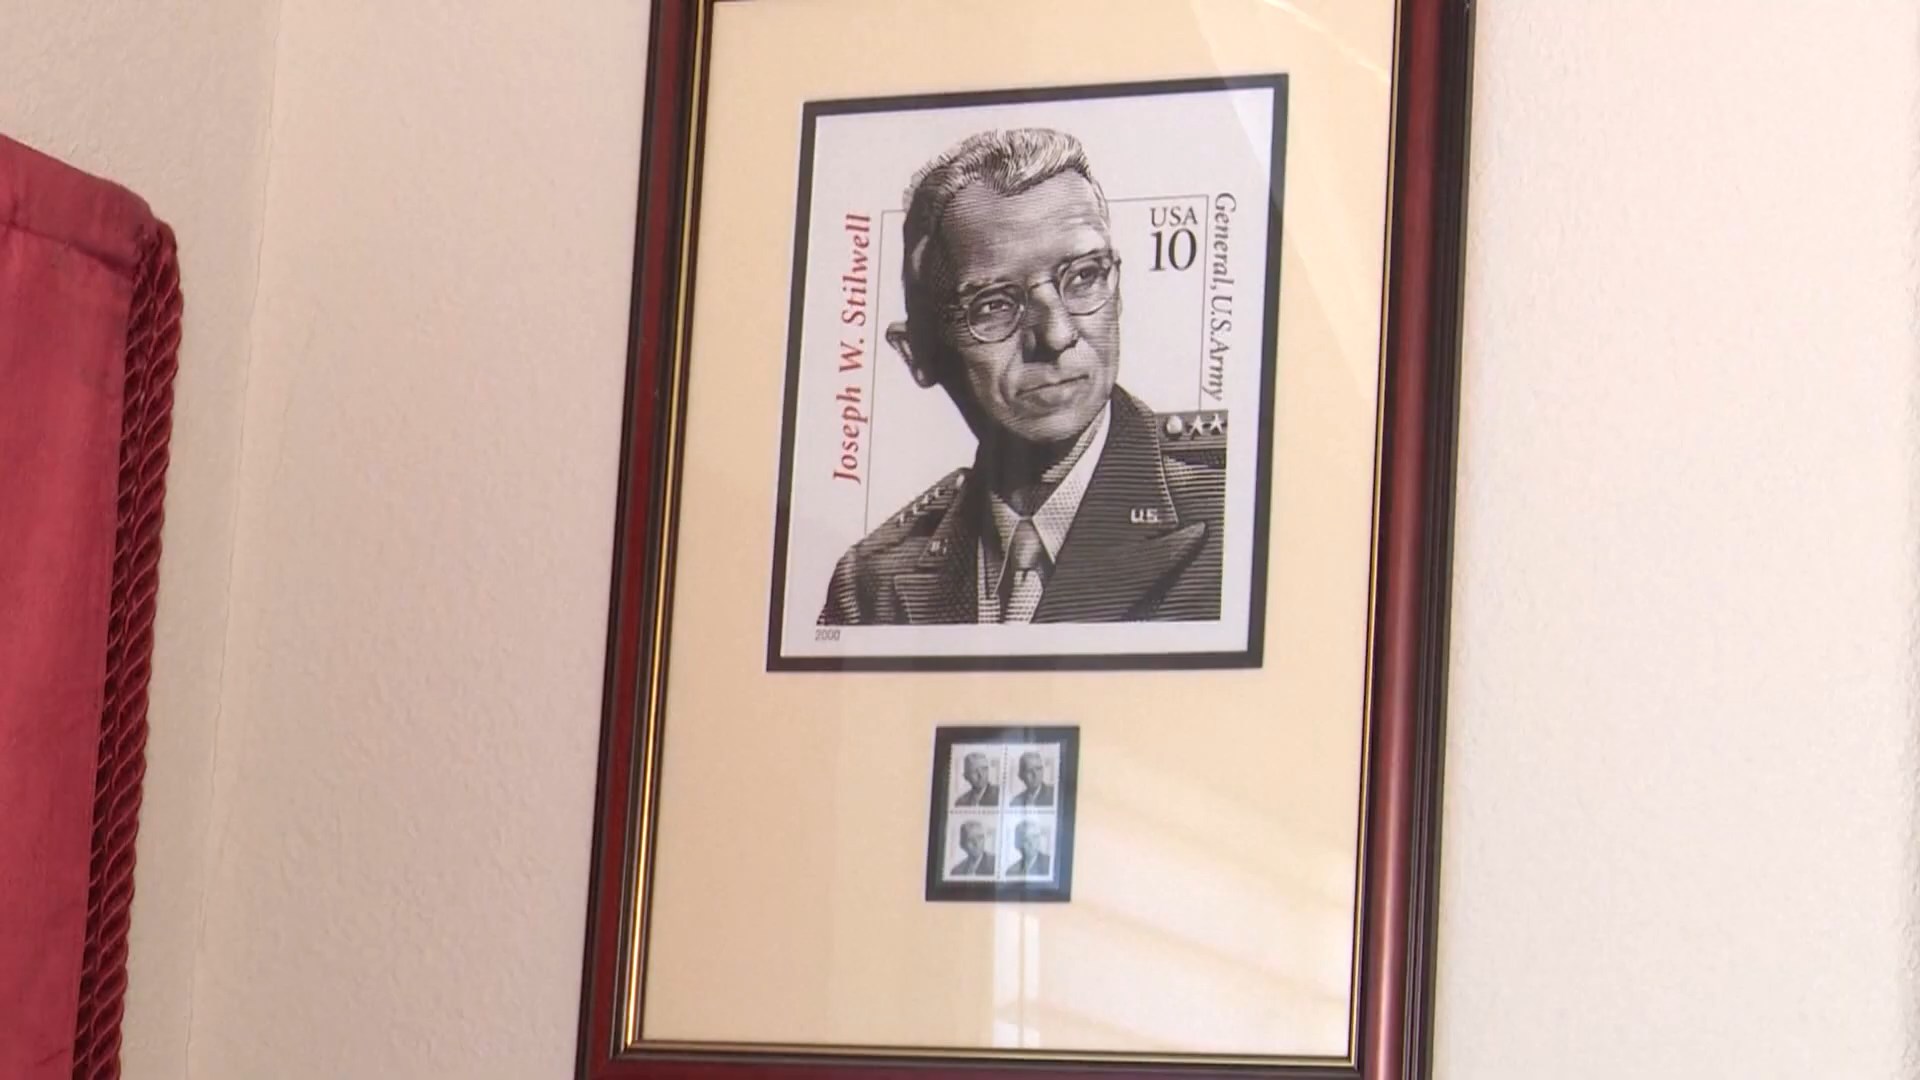 Joseph W. Stilwell
USA
10
General, U.S. Army
U.S.
2000